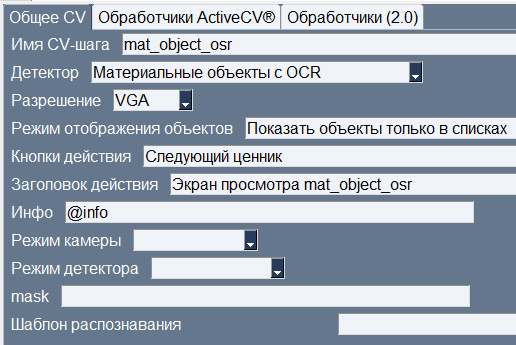 Общее CV Обработчики ActiveCV® Обработчики (2.0)
Имя CV-шага mat_object_osr
Детектор Материальные объекты с OCR
Разрешение VGA
Режим отображения объектов Показать объекты только в списках
Кнопки действия Следующий ценник
Заголовок действия Экран просмотра mat_object_osr
Инфо @info
Режим камеры
Режим детектора
mask
Шаблон распознавания